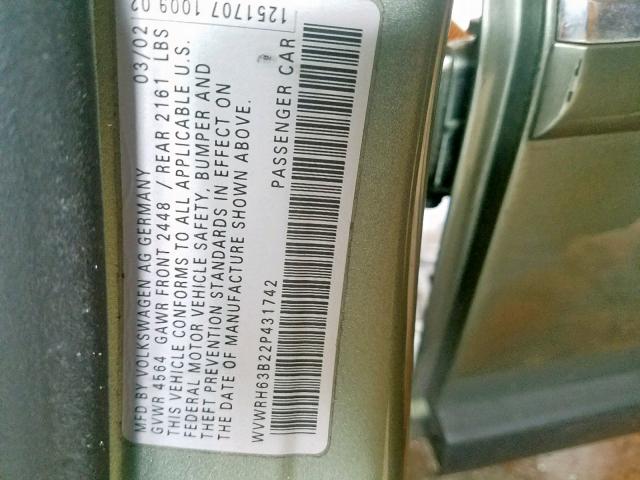 1251707 1009 02
MFD BY VOLKSWAGEN AG GERMANY 03/02
GVWR 4564 GAWR FRONT 2448 / REAR 2161 LBS
THIS VEHICLE CONFORMS TO ALL APPLICABLE U.S.
FEDERAL MOTOR VEHICLE SAFETY, BUMPER AND
THEFT PREVENTION STANDARDS IN EFFECT ON
THE DATE OF MANUFACTURE SHOWN ABOVE.
WVWRH63B22P431742 PASSENGER CAR